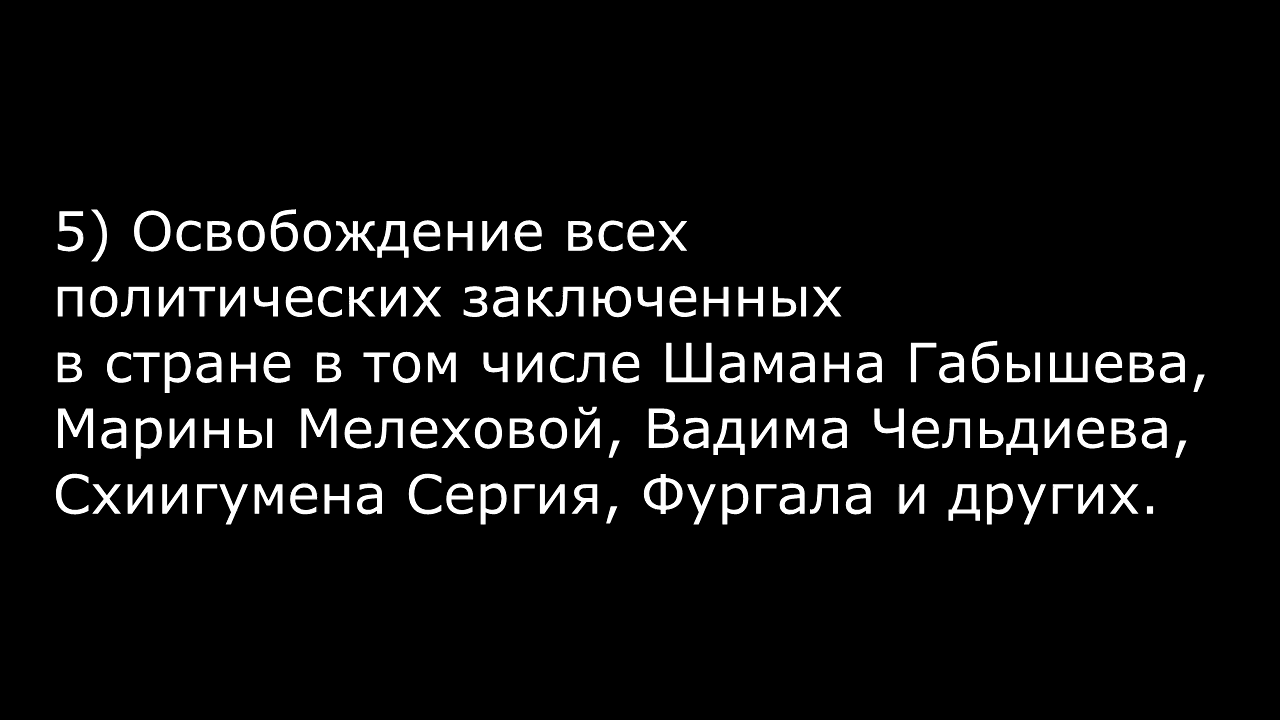 5) Освобождение всех
политических заключенных
в стране в том числе Шамана Габышева,
Марины Мелеховой, Вадима Чельдиева,
Схиигумена Сергия, Фургала и других.